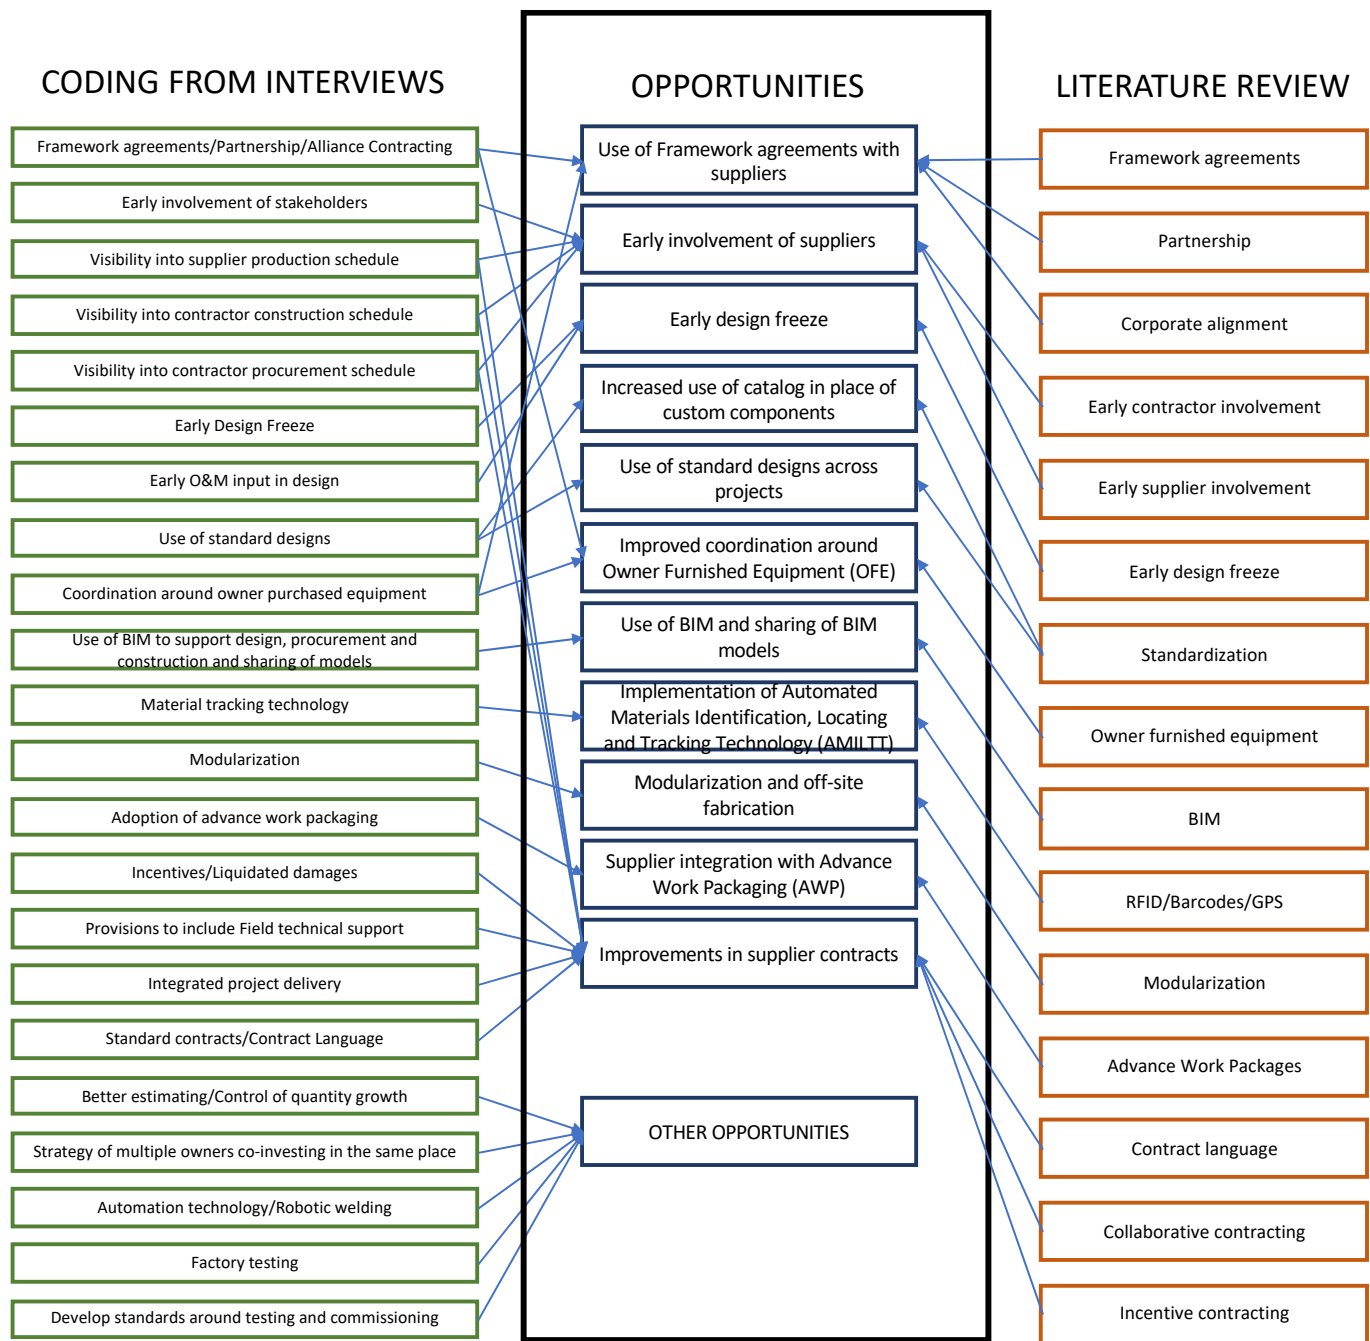 CODING FROM INTERVIEWS
Framework agreements/Partnership/Alliance Contracting
Early involvement of stakeholders
Visibility into supplier production schedule
Visibility into contractor construction schedule
Visibility into contractor procurement schedule
Early Design Freeze
Early O&M input in design
Use of standard designs
Coordination around owner purchased equipment
Use of BIM to support design, procurement and
construction and sharing of models
Material tracking technology
Modularization
Adoption of advance work packaging
Incentives/Liquidated damages
Provisions to include Field technical support
Integrated project delivery
Standard contracts/Contract Language
Better estimating/Control of quantity growth
Strategy of multiple owners co-investing in the same place
Automation technology/Robotic welding
Factory testing
Develop standards around testing and commissioning
OPPORTUNITIES
Use of Framework agreements with
suppliers
Early involvement of suppliers
Early design freeze
Increased use of catalog in place of
custom components
Use of standard designs across
projects
Improved coordination around
Owner Furnished Equipment (OFE)
Use of BIM and sharing of BIM
models
Implementation of Automated
Materials Identification, Locating
and Tracking Technology (AMILTT)
Modularization and off-site
fabrication
Supplier integration with Advance
Work Packaging (AWP)
Improvements in supplier contracts
OTHER OPPORTUNITIES
LITERATURE REVIEW
Framework agreements
Partnership
Corporate alignment
Early contractor involvement
Early supplier involvement
Early design freeze
Standardization
Owner furnished equipment
BIM
RFID/Barcodes/GPS
Modularization
Advance Work Packages
Contract language
Collaborative contracting
Incentive contracting